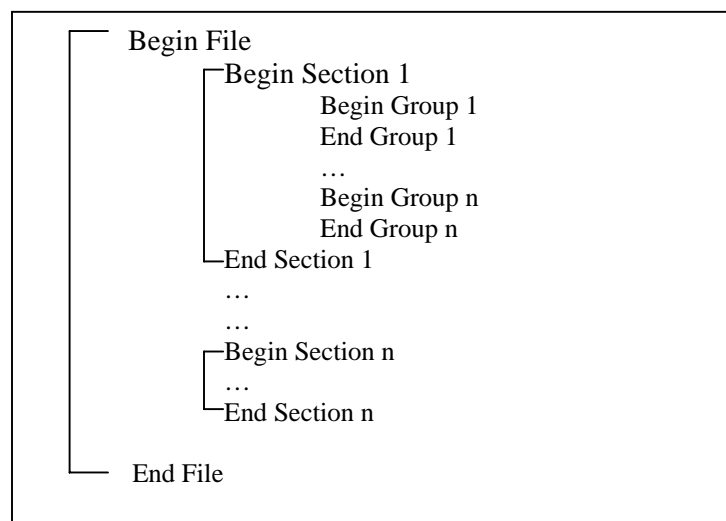 Begin File
Begin Section 1
Begin Group 1
End Group 1
…
Begin Group n
End Group n
End Section 1
…
…
Begin Section n
…
End Section n
End File